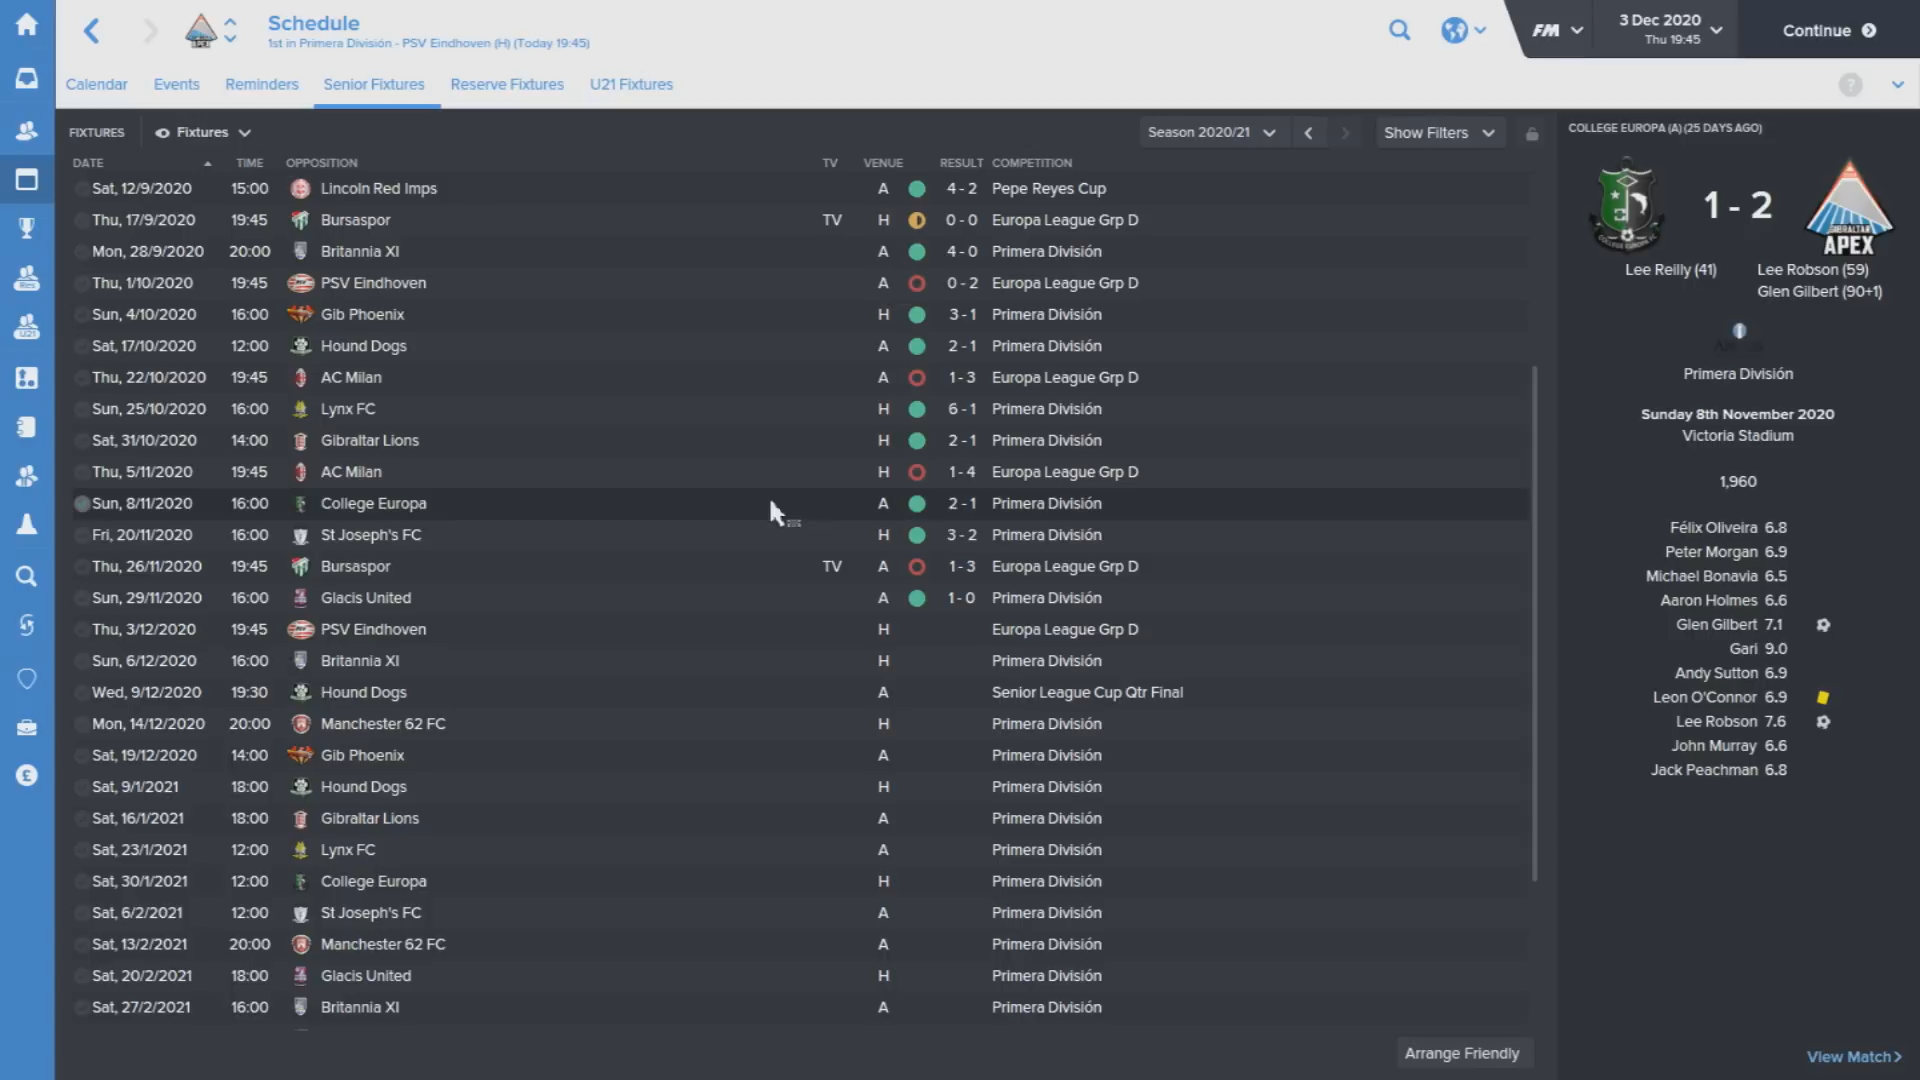 Schedule
1st in Primera División - PSV Eindhoven (H) (Today 19:45)
FM
3 Dec 2020
Thu 19:45
Continue
Calendar Events Reminders Senior Fixtures Reserve Fixtures U21 Fixtures
?
FIXTURES Fixtures Season 2020/21 Show Filters
DATE TIME OPPOSITION TV VENUE RESULT COMPETITION
Sat, 12/9/2020 15:00 Lincoln Red Imps A 4 - 2 Pepe Reyes Cup
Thu, 17/9/2020 19:45 Bursaspor TV H 0 - 0 Europa League Grp D
Mon, 28/9/2020 20:00 Britannia XI A 4 - 0 Primera División
Thu, 1/10/2020 19:45 PSV Eindhoven A 0 - 2 Europa League Grp D
Sun, 4/10/2020 16:00 Gib Phoenix H 3 - 1 Primera División
Sat, 17/10/2020 12:00 Hound Dogs A 2 - 1 Primera División
Thu, 22/10/2020 19:45 AC Milan A 1 - 3 Europa League Grp D
Sun, 25/10/2020 16:00 Lynx FC H 6 - 1 Primera División
Sat, 31/10/2020 14:00 Gibraltar Lions H 2 - 1 Primera División
Thu, 5/11/2020 19:45 AC Milan H 1 - 4 Europa League Grp D
Sun, 8/11/2020 16:00 College Europa A 2 - 1 Primera División
Fri, 20/11/2020 16:00 St Joseph's FC H 3 - 2 Primera División
Thu, 26/11/2020 19:45 Bursaspor TV A 1 - 3 Europa League Grp D
Sun, 29/11/2020 16:00 Glacis United A 1 - 0 Primera División
Thu, 3/12/2020 19:45 PSV Eindhoven H Europa League Grp D
Sun, 6/12/2020 16:00 Britannia XI H Primera División
Wed, 9/12/2020 19:30 Hound Dogs A Senior League Cup Qtr Final
Mon, 14/12/2020 20:00 Manchester 62 FC H Primera División
Sat, 19/12/2020 14:00 Gib Phoenix A Primera División
Sat, 9/1/2021 18:00 Hound Dogs H Primera División
Sat, 16/1/2021 18:00 Gibraltar Lions A Primera División
Sat, 23/1/2021 12:00 Lynx FC A Primera División
Sat, 30/1/2021 12:00 College Europa H Primera División
Sat, 6/2/2021 12:00 St Joseph's FC A Primera División
Sat, 13/2/2021 20:00 Manchester 62 FC A Primera División
Sat, 20/2/2021 18:00 Glacis United H Primera División
Sat, 27/2/2021 16:00 Britannia XI A Primera División
Arrange Friendly
COLLEGE EUROPA (A) (25 DAYS AGO)
1 - 2
GIBRALTAR
APEX
Lee Reilly (41) Lee Robson (59)
Glen Gilbert (90+1)
Primera División
Sunday 8th November 2020
Victoria Stadium
1,960
Félix Oliveira 6.8
Peter Morgan 6.9
Michael Bonavia 6.5
Aaron Holmes 6.6
Glen Gilbert 7.1
Gari 9.0
Andy Sutton 6.9
Leon O'Connor 6.9
Lee Robson 7.6
John Murray 6.6
Jack Peachman 6.8
View Match